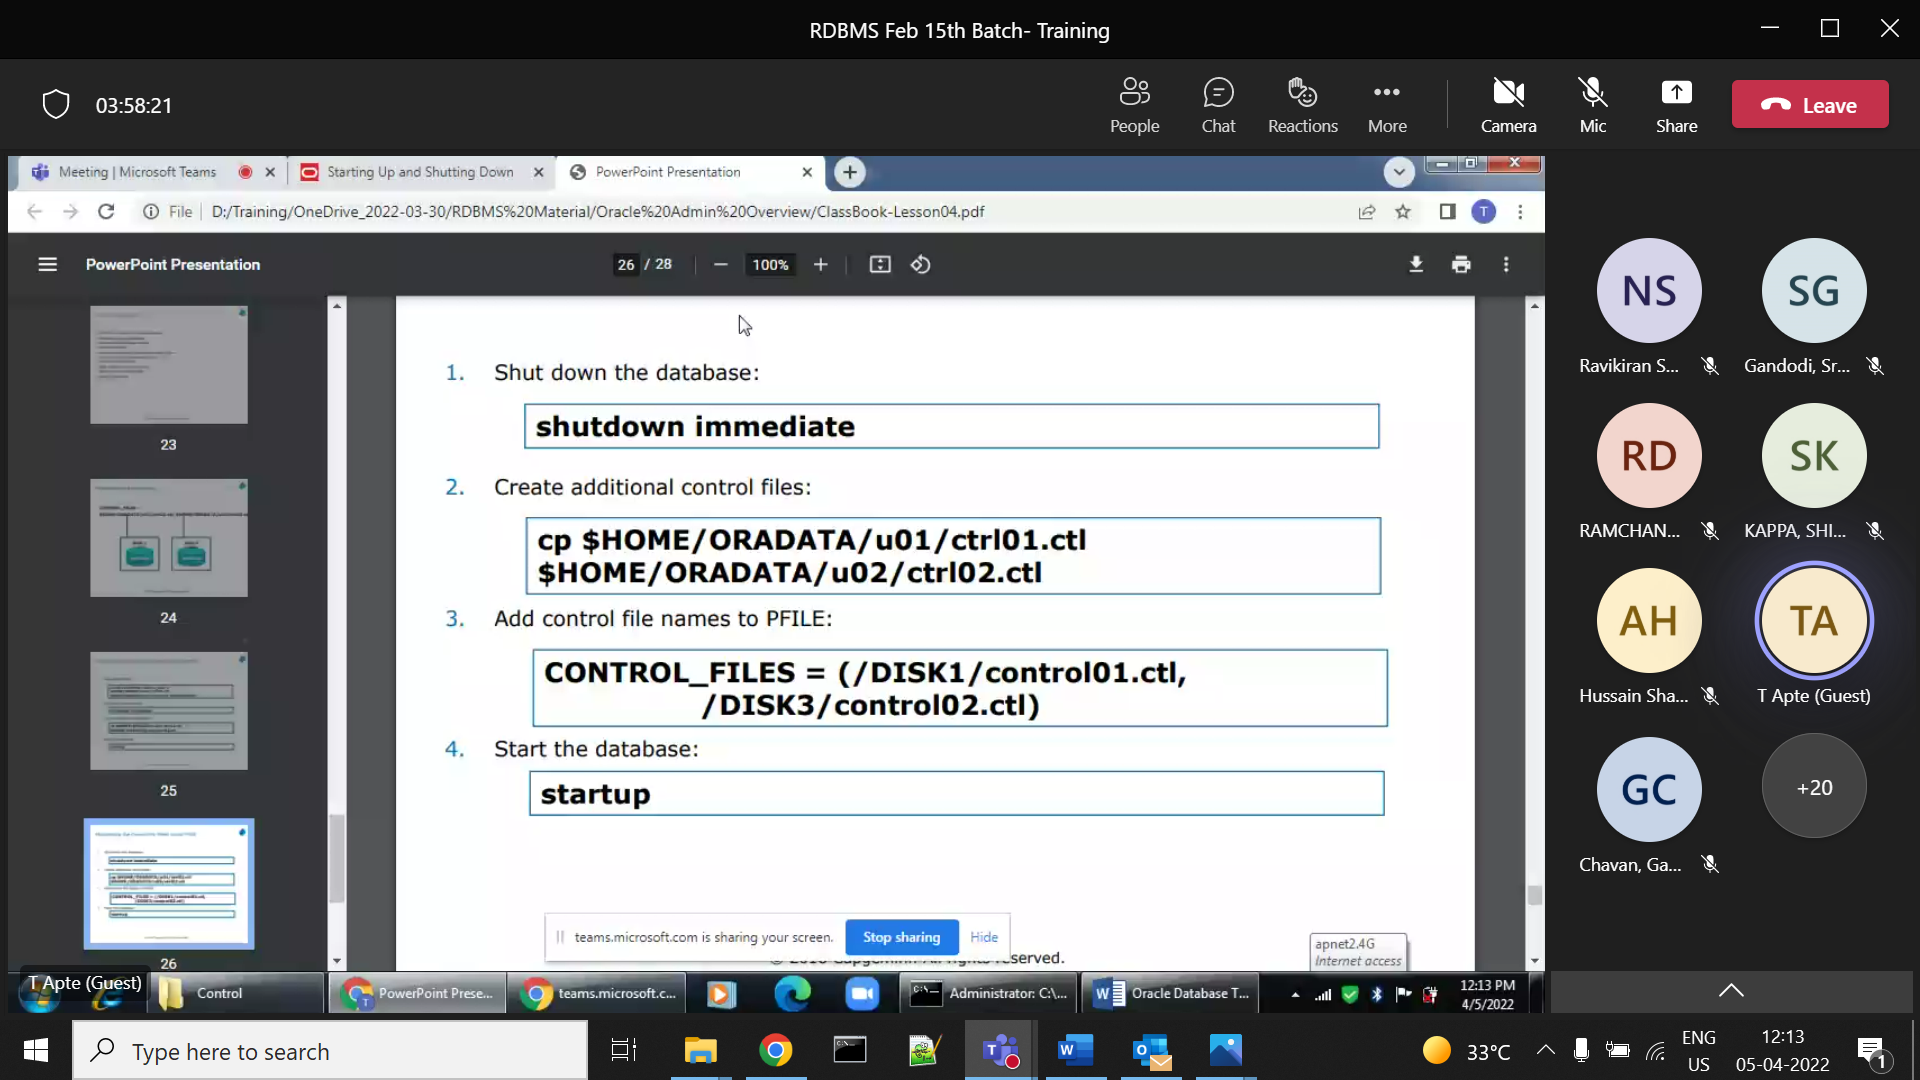 RDBMS Feb 15th Batch- Training
03:58:21
People
Chat
Reactions
More
Camera
Mic
Share
Leave
Meeting | Microsoft Teams
Starting Up and Shutting Down
PowerPoint Presentation
File
D:/Training/OneDrive_2022-03-30/RDBMS%20Material/Oracle%20Admin%20Overview/ClassBook-Lesson04.pdf
T
PowerPoint Presentation
26 / 28
100%
23
24
25
26
1. Shut down the database:
shutdown immediate
2. Create additional control files:
cp $HOME/ORADATA/u01/ctrl01.ctl
$HOME/ORADATA/u02/ctrl02.ctl
3. Add control file names to PFILE:
CONTROL_FILES = (/DISK1/control01.ctl,
/DISK3/control02.ctl)
4. Start the database:
startup
teams.microsoft.com is sharing your screen.
Stop sharing
Hide
apnet2.4G
Internet access
T Apte (Guest)
Control
PowerPoint Prese...
teams.microsoft.c...
Administrator: C:\...
Oracle Database T...
12:13 PM
4/5/2022
NS
Ravikiran S...
SG
Gandodi, Sr...
RD
RAMCHAN...
SK
KAPPA, SHI...
AH
Hussain Sha...
TA
T Apte (Guest)
GC
Chavan, Ga...
+20
Type here to search
33°C
ENG
US
12:13
05-04-2022
1